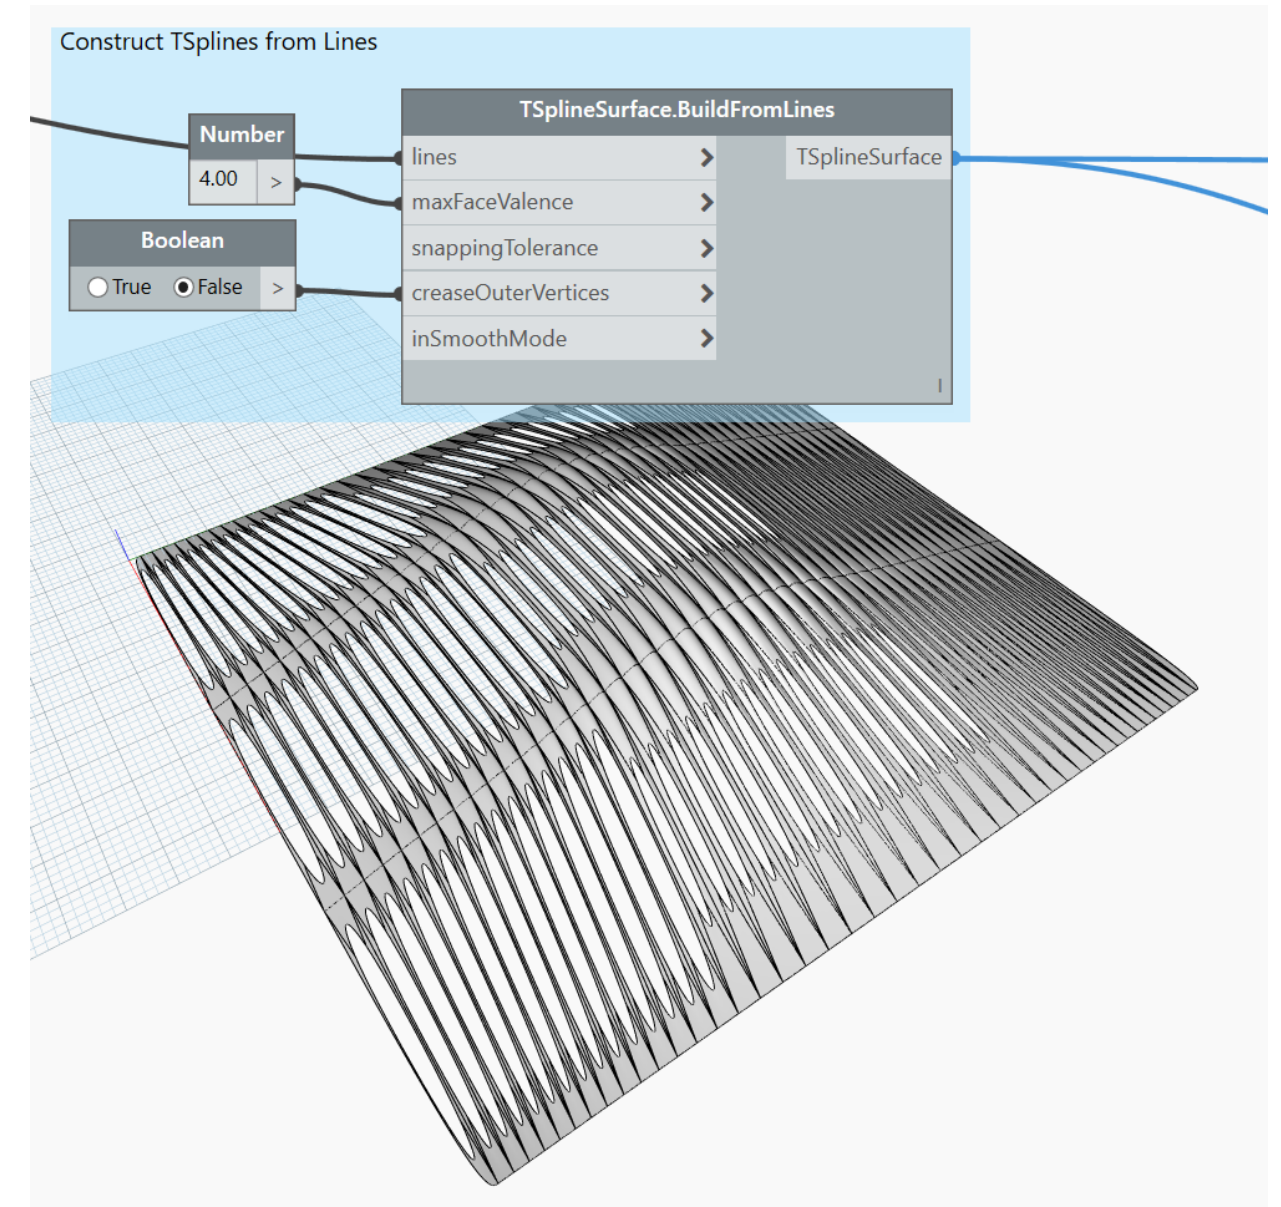 Construct TSplines from Lines
TSplineSurface.BuildFromLines
Number
lines
TSplineSurface
4.00 >
maxFaceValence
Boolean
snappingTolerance
True False >
creaseOuterVertices
inSmoothMode